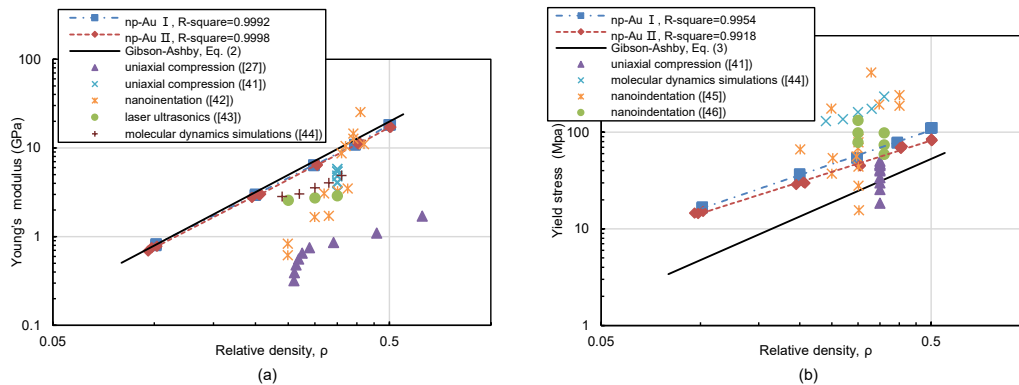 np-Au Ⅰ, R-square=0.9992
np-Au Ⅱ, R-square=0.9998
Gibson-Ashby, Eq. (2)
uniaxial compression ([27])
uniaxial compression ([41])
nanoinentation ([42])
laser ultrasonics ([43])
molecular dynamics simulations ([44])
100
10
1
0.1
Young's modulus (GPa)
0.05
0.5
Relative density, ρ
(a)
np-Au Ⅰ, R-square=0.9954
np-Au Ⅱ, R-square=0.9918
Gibson-Ashby, Eq. (3)
uniaxial compression ([41])
molecular dynamics simulations ([44])
nanoindentation ([45])
nanoindentation ([46])
100
10
1
Yield stress (Mpa)
0.05
0.5
Relative density, ρ
(b)